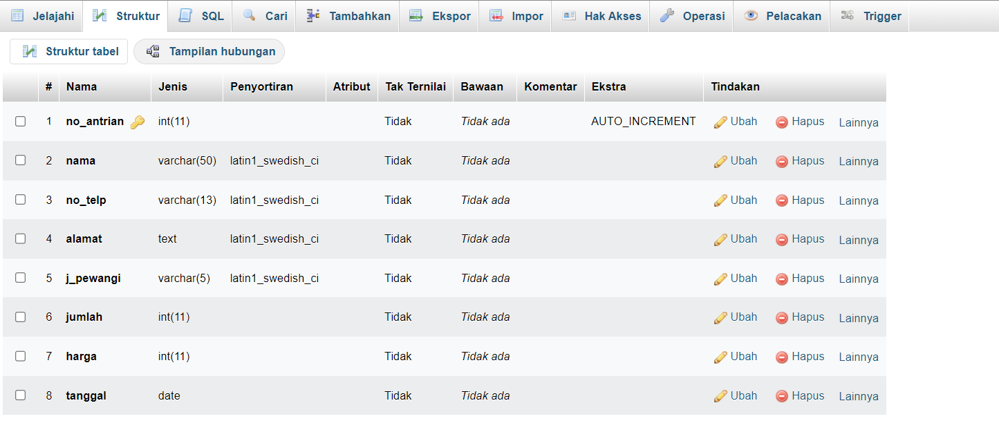 Jelajahi Struktur SQL Cari Tambahkan Ekspor Impor Hak Akses Operasi Pelacakan Trigger
Struktur tabel Tampilan hubungan
# Nama Jenis Penyortiran Atribut Tak Ternilai Bawaan Komentar Ekstra Tindakan
1 no_antrian int(11) Tidak Tidak ada AUTO_INCREMENT Ubah Hapus Lainnya
2 nama varchar(50) latin1_swedish_ci Tidak Tidak ada Ubah Hapus Lainnya
3 no_telp varchar(13) latin1_swedish_ci Tidak Tidak ada Ubah Hapus Lainnya
4 alamat text latin1_swedish_ci Tidak Tidak ada Ubah Hapus Lainnya
5 j_pewangi varchar(5) latin1_swedish_ci Tidak Tidak ada Ubah Hapus Lainnya
6 jumlah int(11) Tidak Tidak ada Ubah Hapus Lainnya
7 harga int(11) Tidak Tidak ada Ubah Hapus Lainnya
8 tanggal date Tidak Tidak ada Ubah Hapus Lainnya